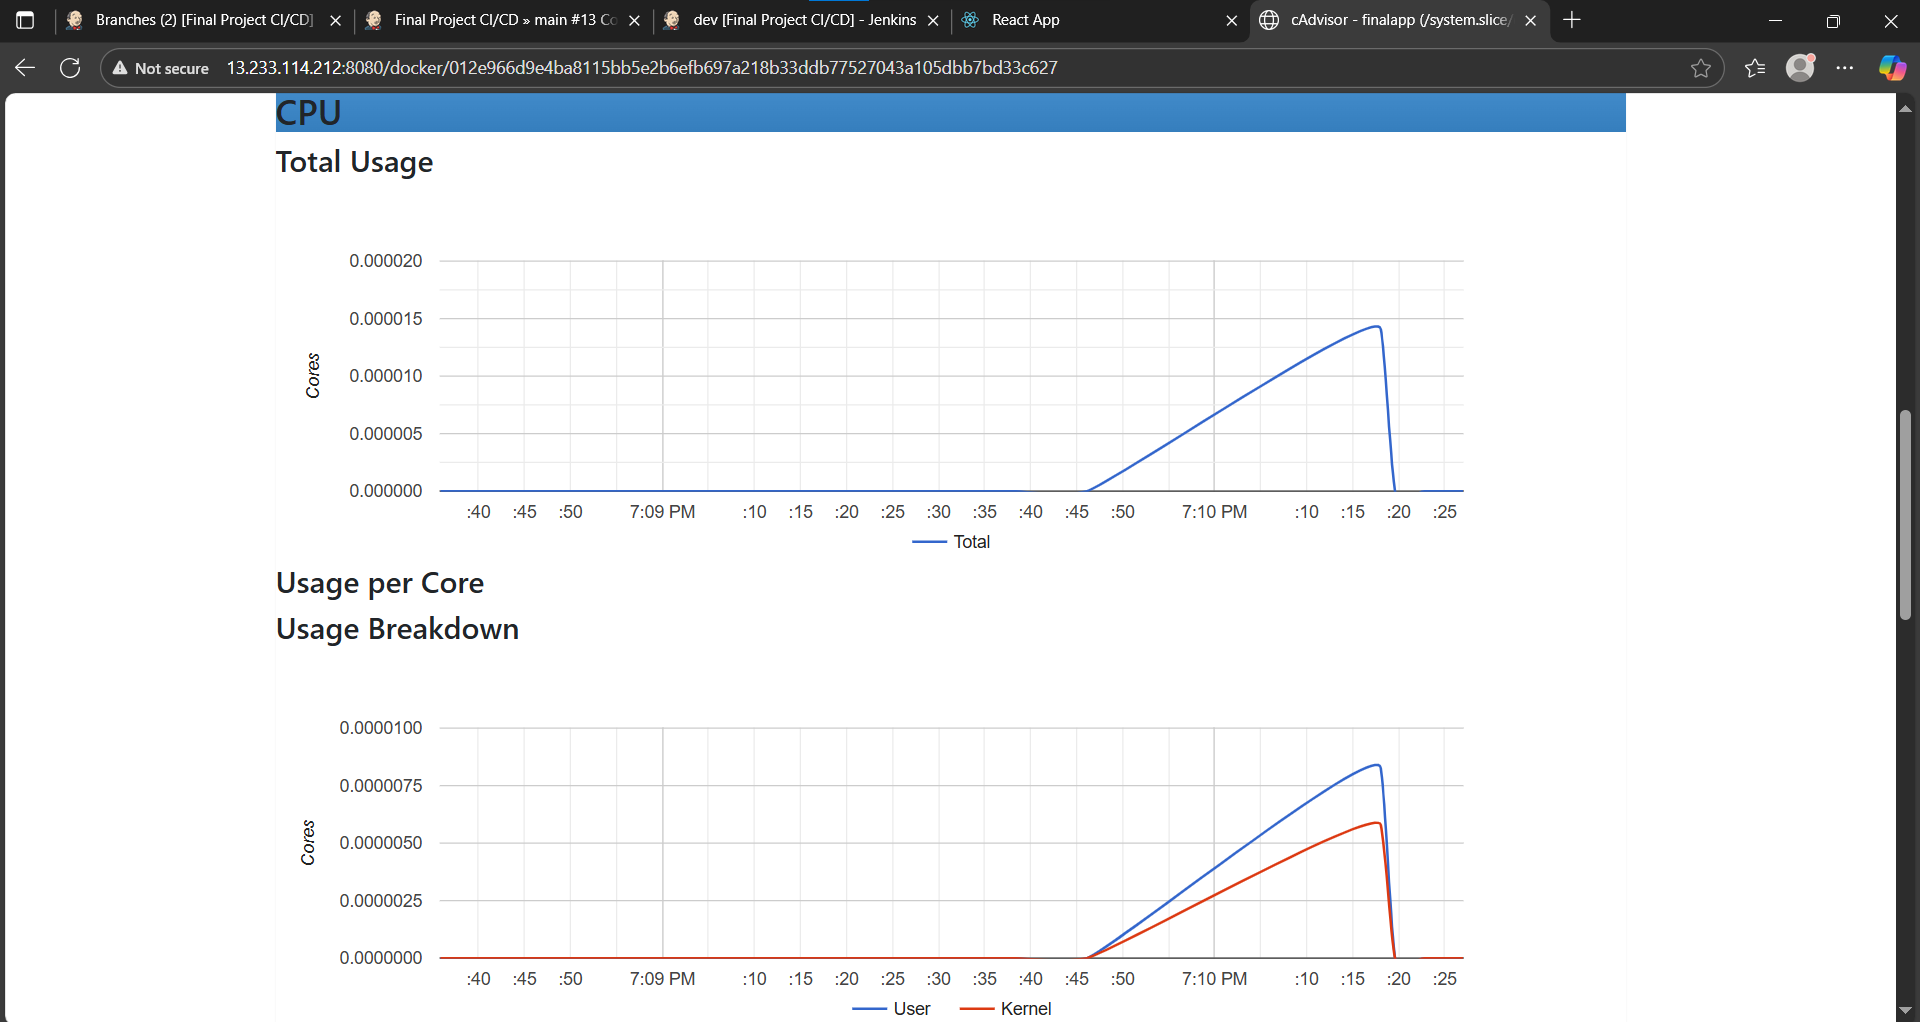 Branches (2) [Final Project CI/CD]
Final Project CI/CD » main #13 Co
dev [Final Project CI/CD] - Jenkins
React App
cAdvisor - finalapp (/system.slice/
Not secure
13.233.114.212:8080/docker/012e966d9e4ba8115bb5e2b6efb697a218b33ddb77527043a105dbb7bd33c627
CPU
Total Usage
0.000020
0.000015
0.000010
0.000005
0.000000
Cores
:40 :45 :50 7:09 PM :10 :15 :20 :25 :30 :35 :40 :45 :50 7:10 PM :10 :15 :20 :25
Total
Usage per Core
Usage Breakdown
0.0000100
0.0000075
0.0000050
0.0000025
0.0000000
Cores
:40 :45 :50 7:09 PM :10 :15 :20 :25 :30 :35 :40 :45 :50 7:10 PM :10 :15 :20 :25
User Kernel